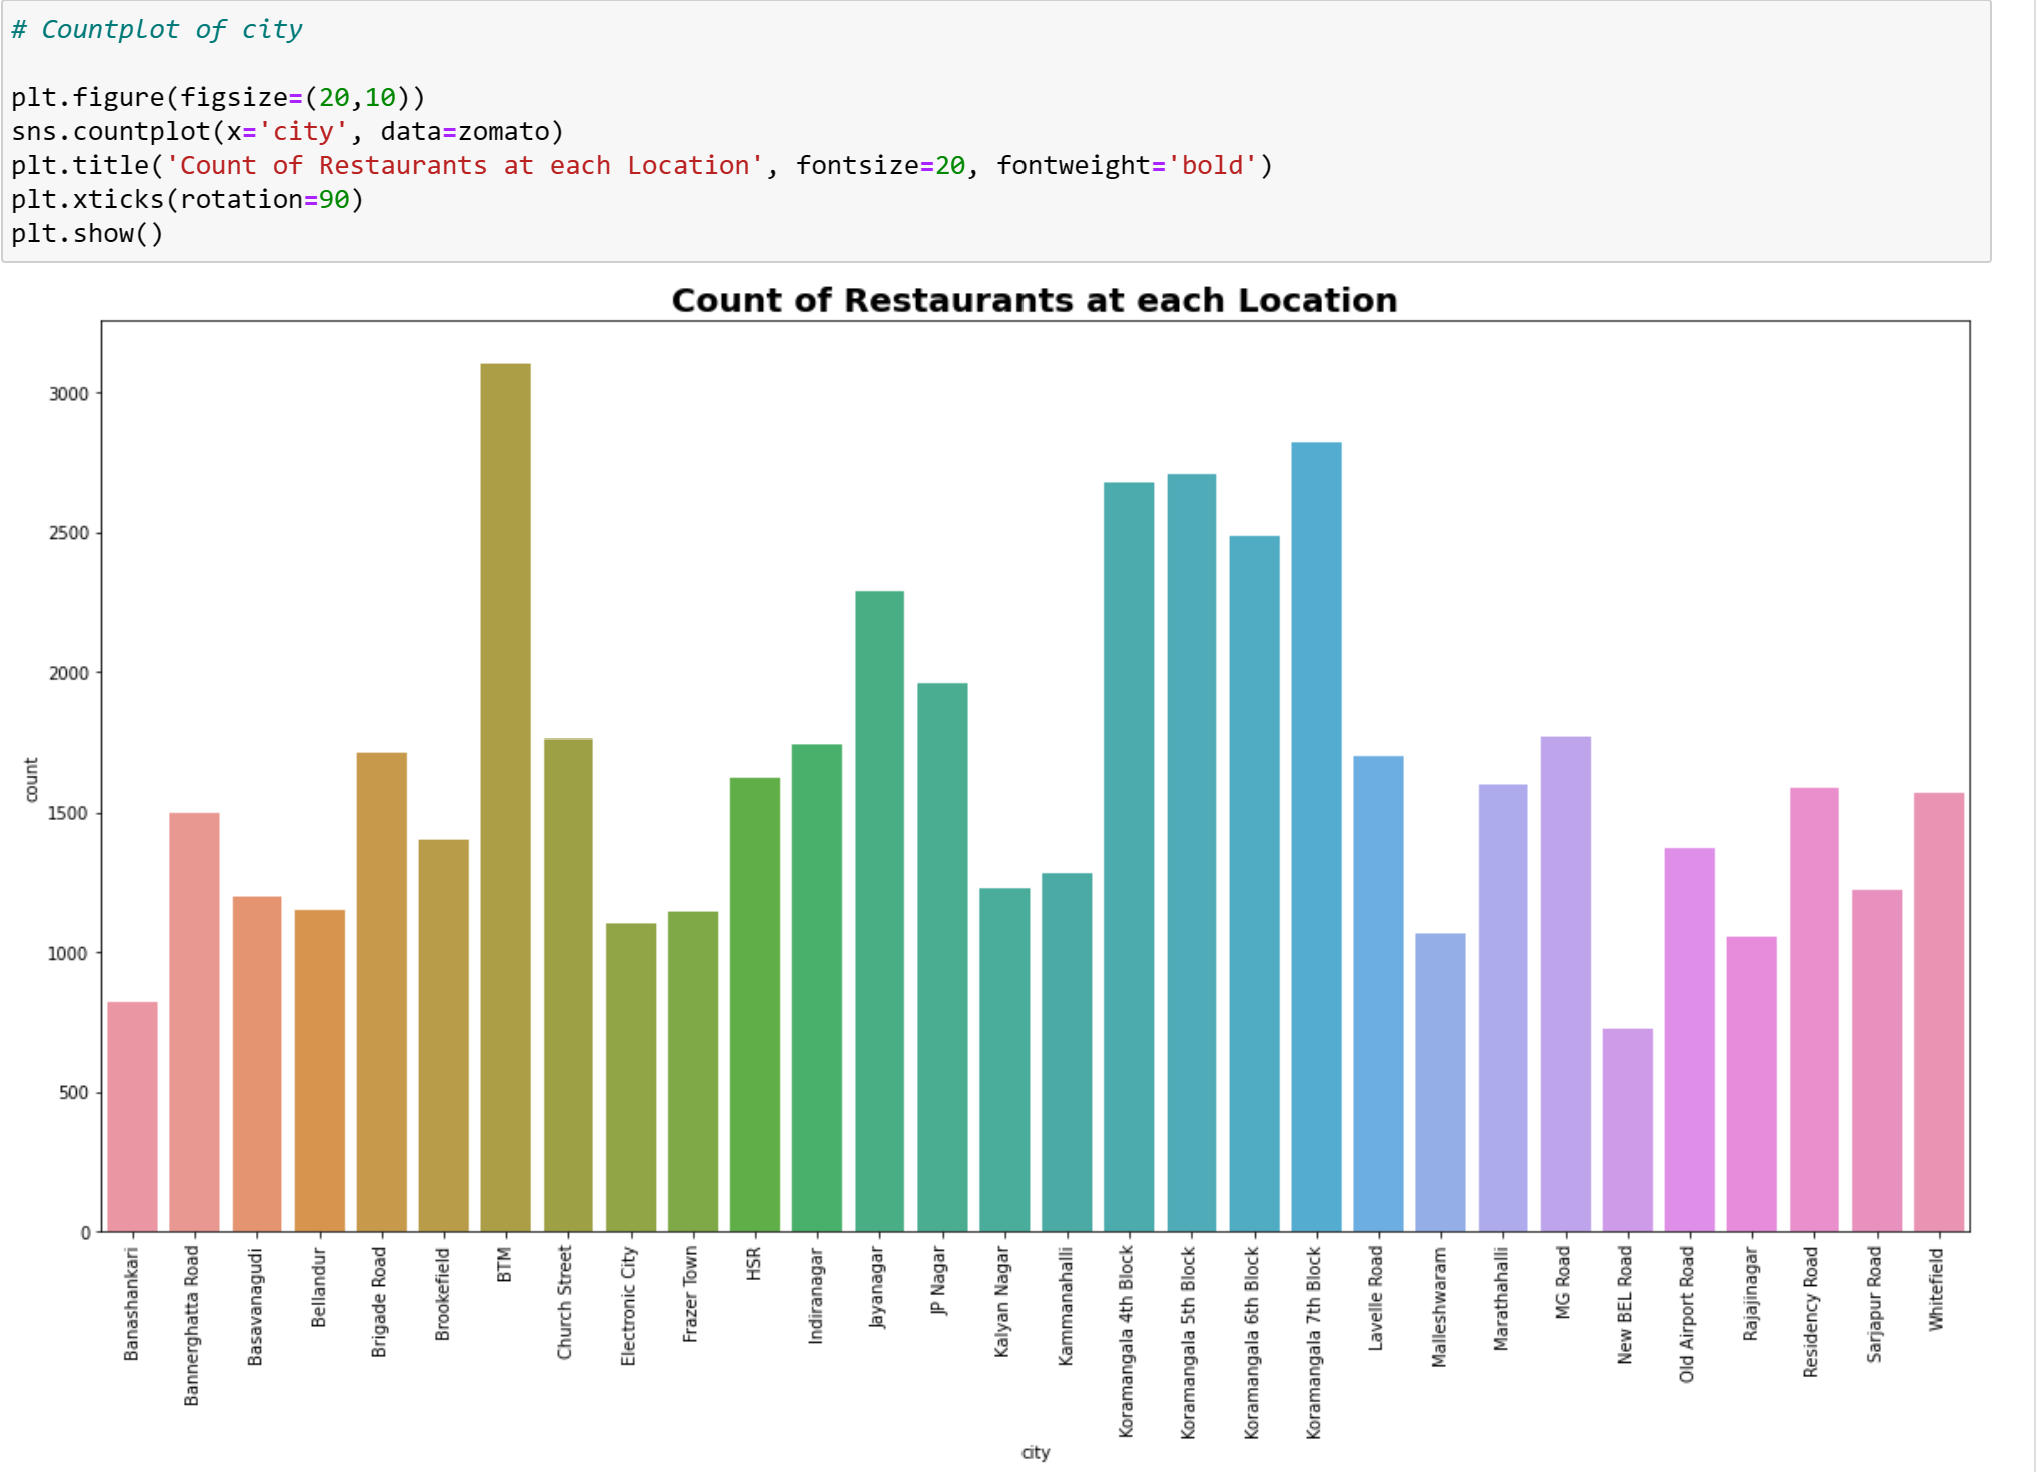 # Countplot of city
plt.figure(figsize=(20,10))
sns.countplot(x='city', data=zomato)
plt.title('Count of Restaurants at each Location', fontsize=20, fontweight='bold')
plt.xticks(rotation=90)
plt.show()
Count of Restaurants at each Location
3000
2500
2000
1500
1000
500
0
count
Banashankari
Bannerghatta Road
Basavanagudi
Bellandur
Brigade Road
Brookefield
BTM
Church Street
Electronic City
Frazer Town
HSR
Indiranagar
Jayanagar
JP Nagar
Kalyan Nagar
Kammanahalli
Koramangala 4th Block
Koramangala 5th Block
Koramangala 6th Block
Koramangala 7th Block
Lavelle Road
Malleshwaram
Marathahalli
MG Road
New BEL Road
Old Airport Road
Rajajinagar
Residency Road
Sarjapur Road
Whitefield
city